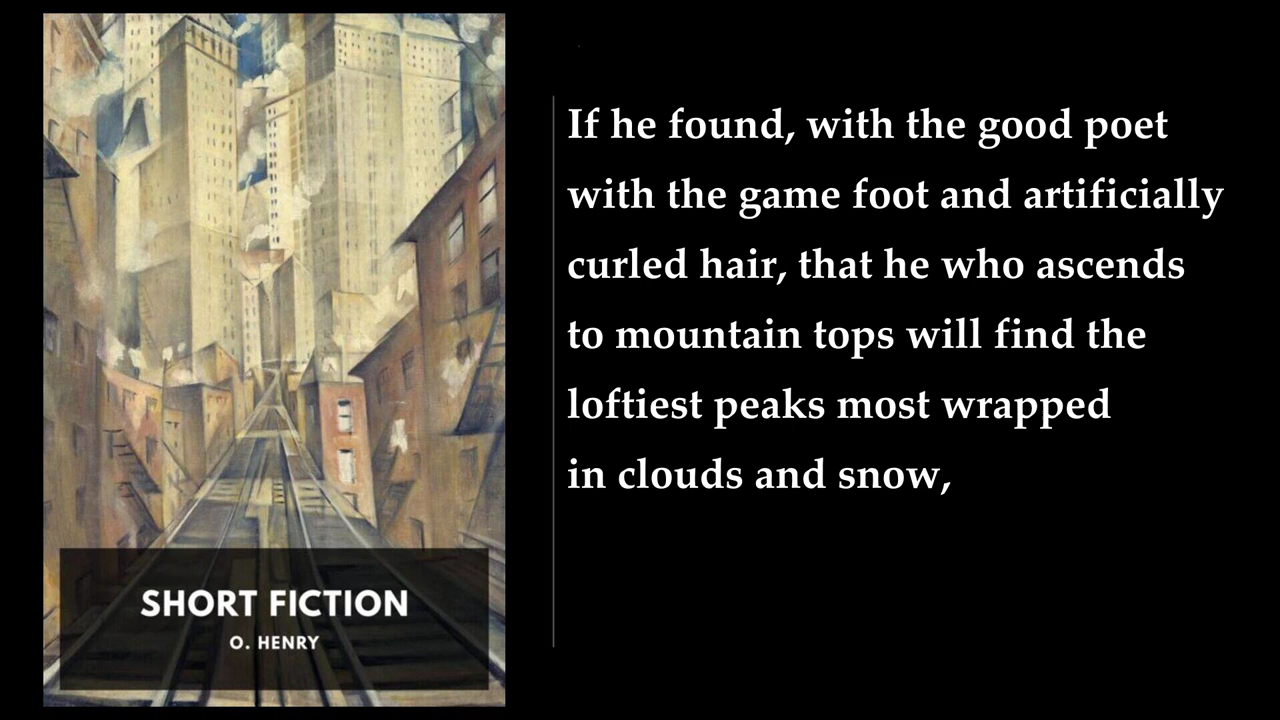 SHORT FICTION
O. HENRY
If he found, with the good poet
with the game foot and artificially
curled hair, that he who ascends
to mountain tops will find the
loftiest peaks most wrapped
in clouds and snow,